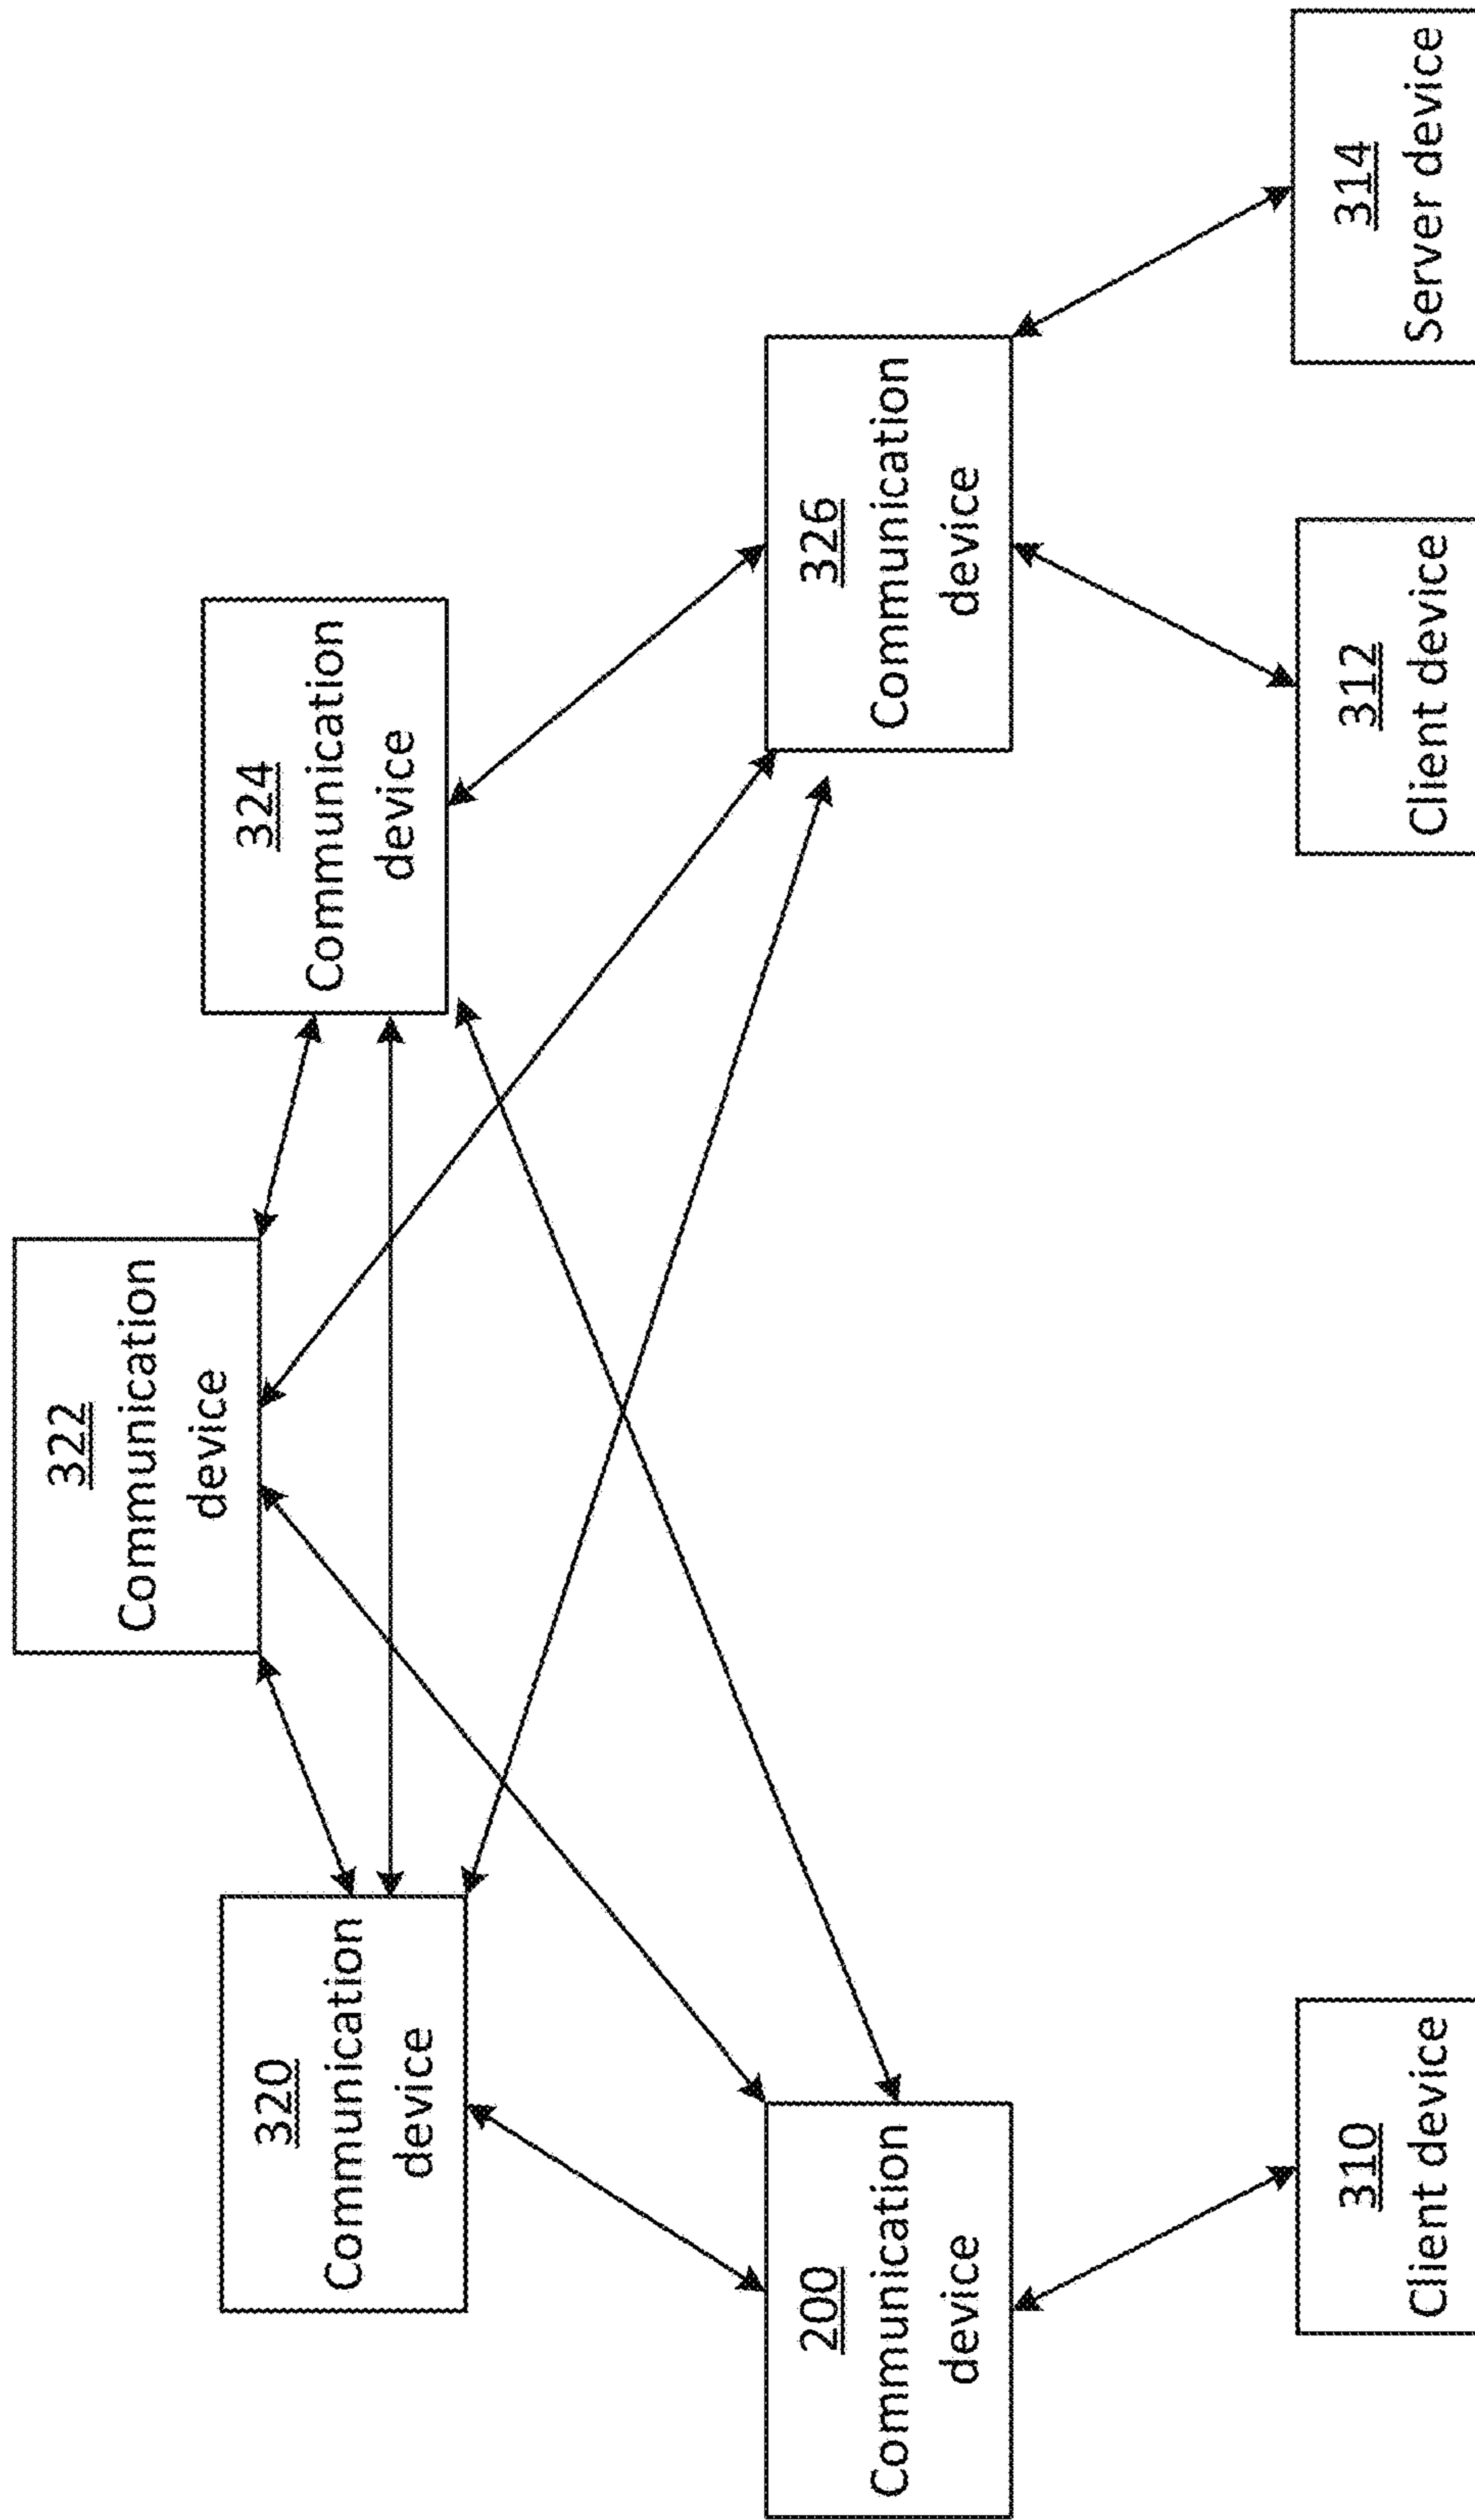 322
Communication
device
320
Communication
device
324
Communication
device
200
Communication
device
326
Communication
device
310
Client device
312
Client device
314
Server device